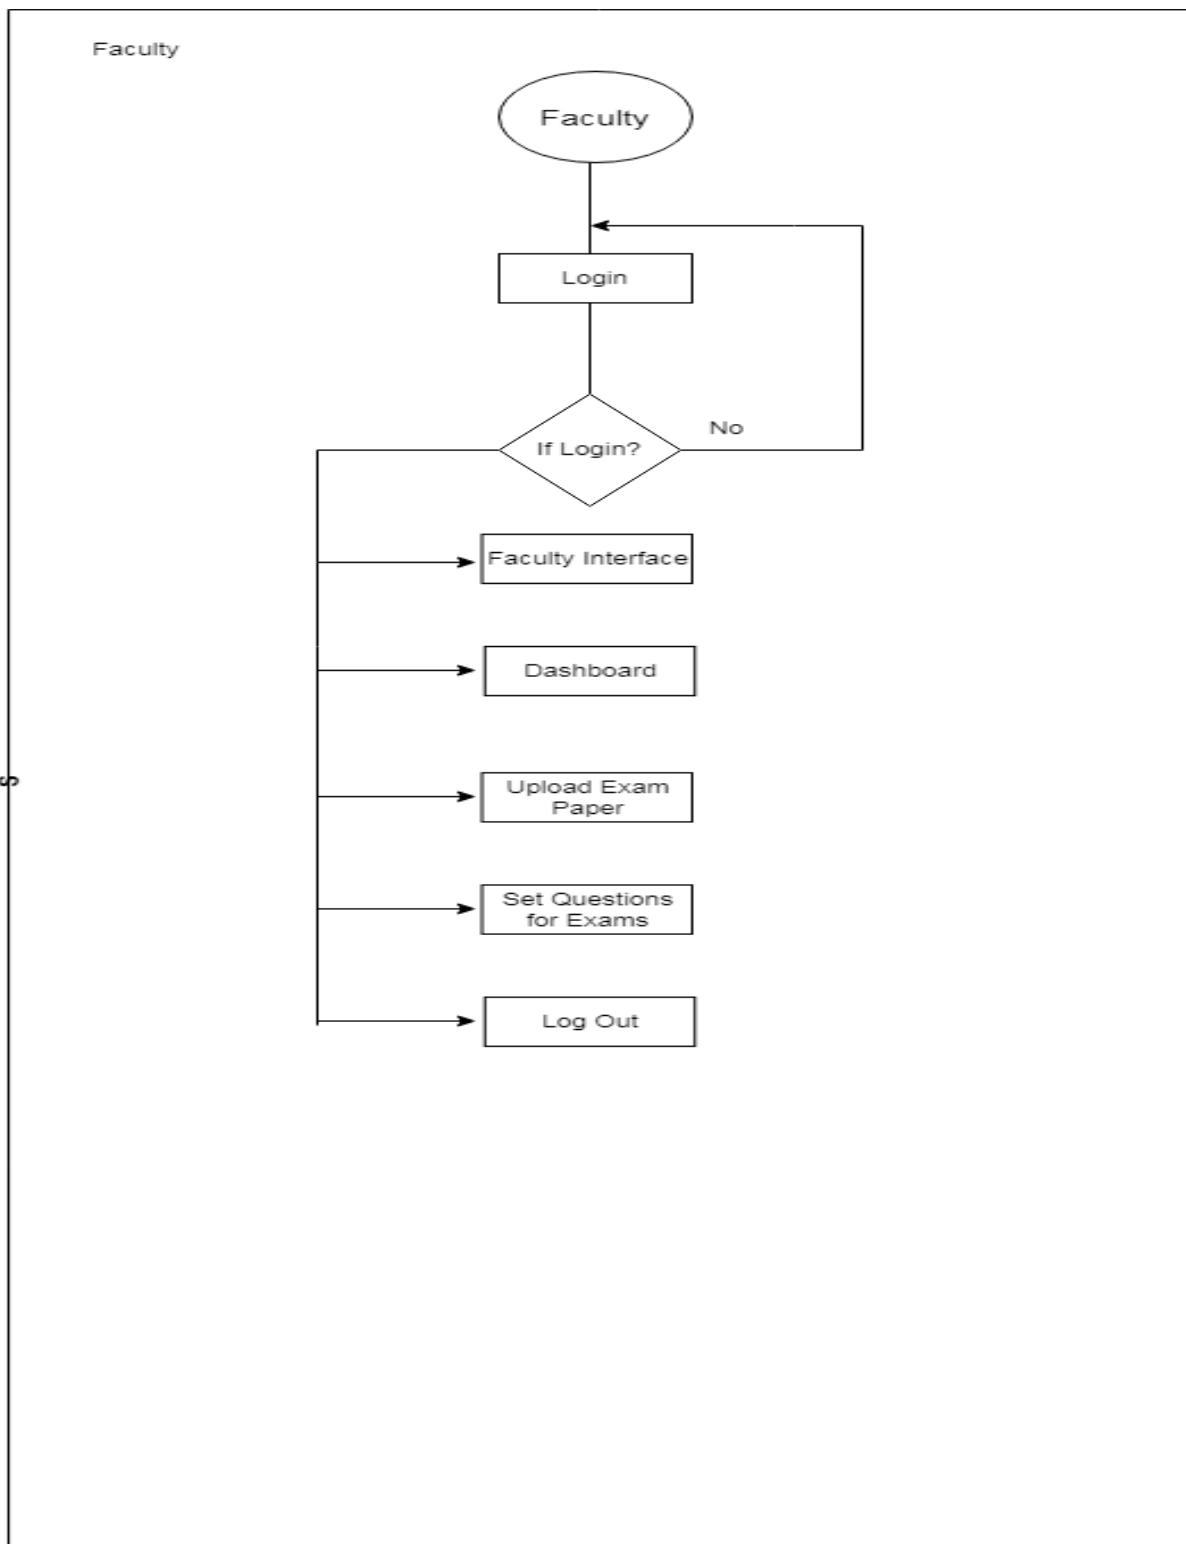 Faculty
Faculty
Login
No
If Login?
Faculty Interface
Dashboard
Upload Exam
Paper
Set Questions
for Exams
Log Out